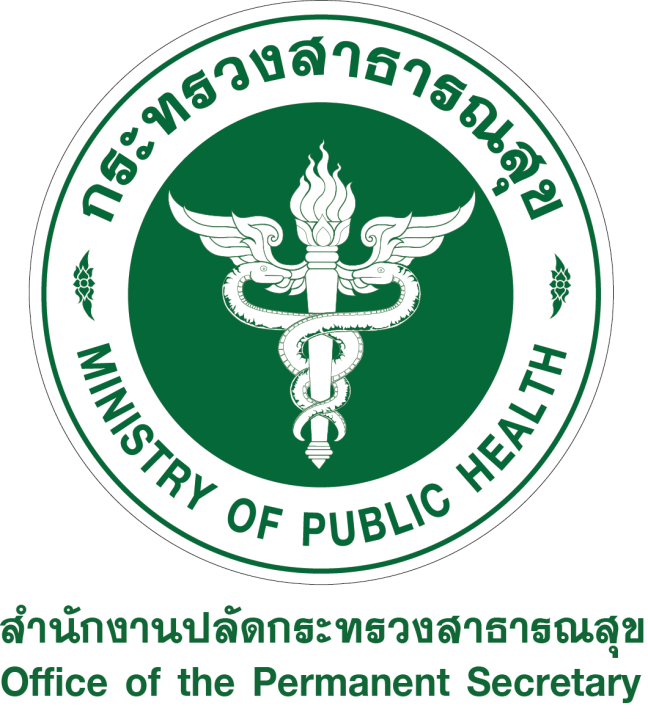 กระทรวงสาธารณสุข
MINISTRY OF PUBLIC HEALTH
สำนักงานปลัดกระทรวงสาธารณสุข
Office of the Permanent Secretary